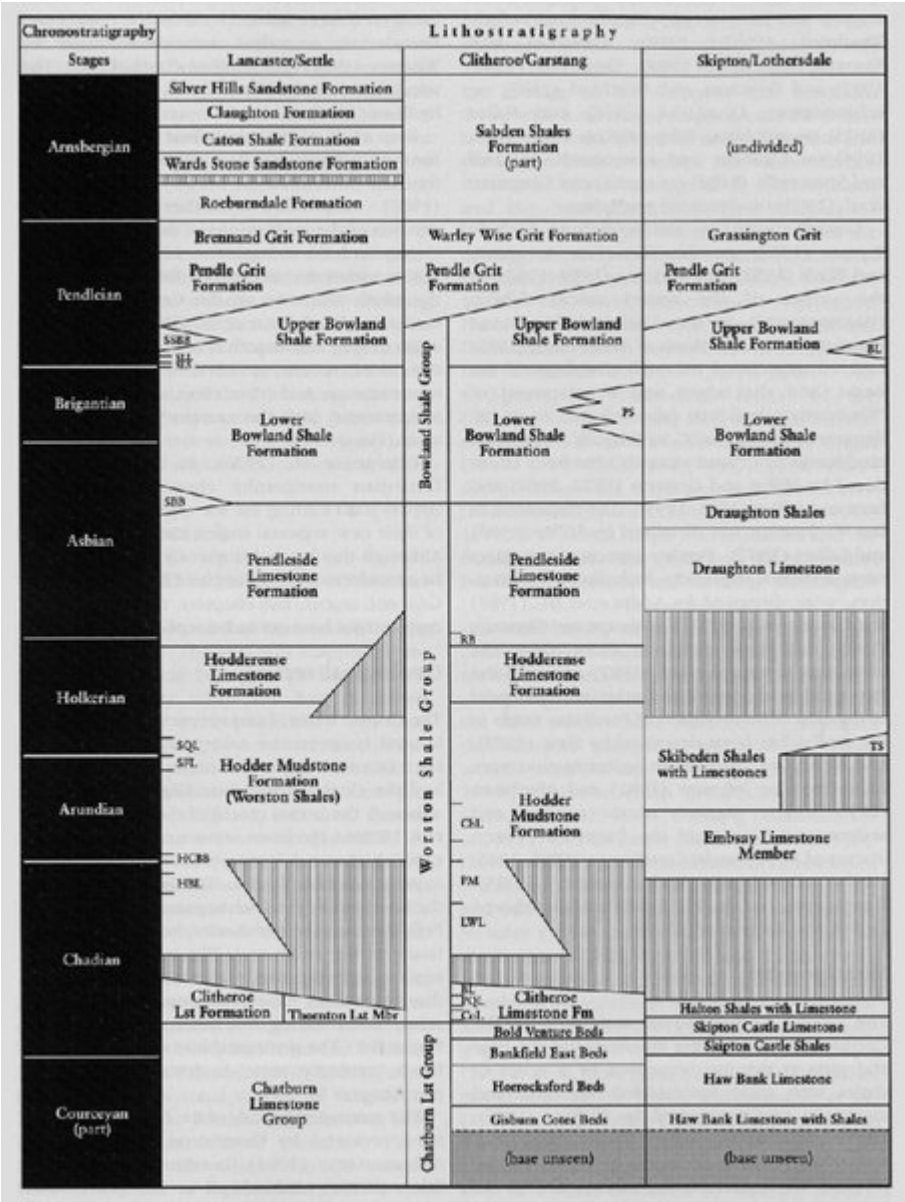 Chronostratigraphy
Lithostratigraphy
Stages
Lancaster/Settle
Clitheroe/Garstang
Skipton/Lothersdale
Arnsbergian
Silver Hills Sandstone Formation
Claughton Formation
Caton Shale Formation
Wards Stone Sandstone Formation
Roeburndale Formation
Sabden Shales
Formation
(part)
(undivided)
Pendleian
Brennand Grit Formation
Warley Wise Grit Formation
Grassington Grit
Pendle Grit
Formation
Pendle Grit
Formation
Pendle Grit
Formation
Upper Bowland
Shale Formation
Upper Bowland
Shale Formation
Upper Bowland
Shale Formation
BL
Bowland Shale Group
Brigantian
Lower
Bowland Shale
Formation
Lower
Bowland Shale
Formation
PS
Lower
Bowland Shale
Formation
Asbian
SBB
Draughton Shales
Pendleside
Limestone
Formation
Pendleside
Limestone
Formation
Draughton Limestone
RB
Worston Shale Group
Holkerian
Hodderense
Limestone
Formation
Hodderense
Limestone
Formation
SQL
Arundian
SPL
Hodder Mudstone
Formation
(Worston Shales)
Hodder
Mudstone
Formation
ChL
Skibeden Shales
with Limestones
TS
Embsay Limestone
Member
HCBB
Chadian
HBL
PM
LWL
Clitheroe
Lst Formation
Thornton Lst Mbr
PQL
CoL
Clitheroe
Limestone Fm
Halton Shales with Limestone
Skipton Castle Limestone
Skipton Castle Shales
Bold Venture Beds
Bankfield East Beds
Chatburn Lst Group
Courceyan
(part)
Chatburn
Limestone
Group
Horrocksford Beds
Gisburn Cotes Beds
(base unseen)
Haw Bank Limestone
Haw Bank Limestone with Shales
(base unseen)